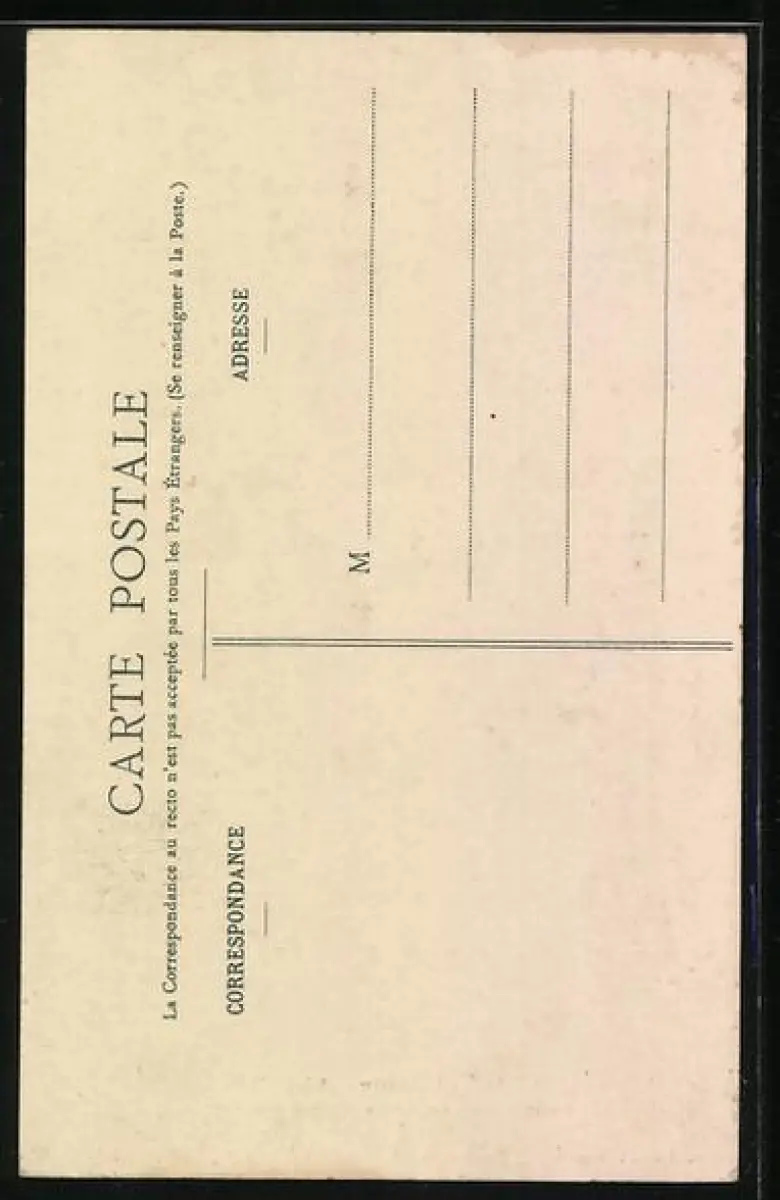 CARTE POSTALE
La Correspondance au recto n'est pas acceptée par tous les Pays Étrangers. (Se renseigner à la Poste.)
CORRESPONDANCE
ADRESSE
M